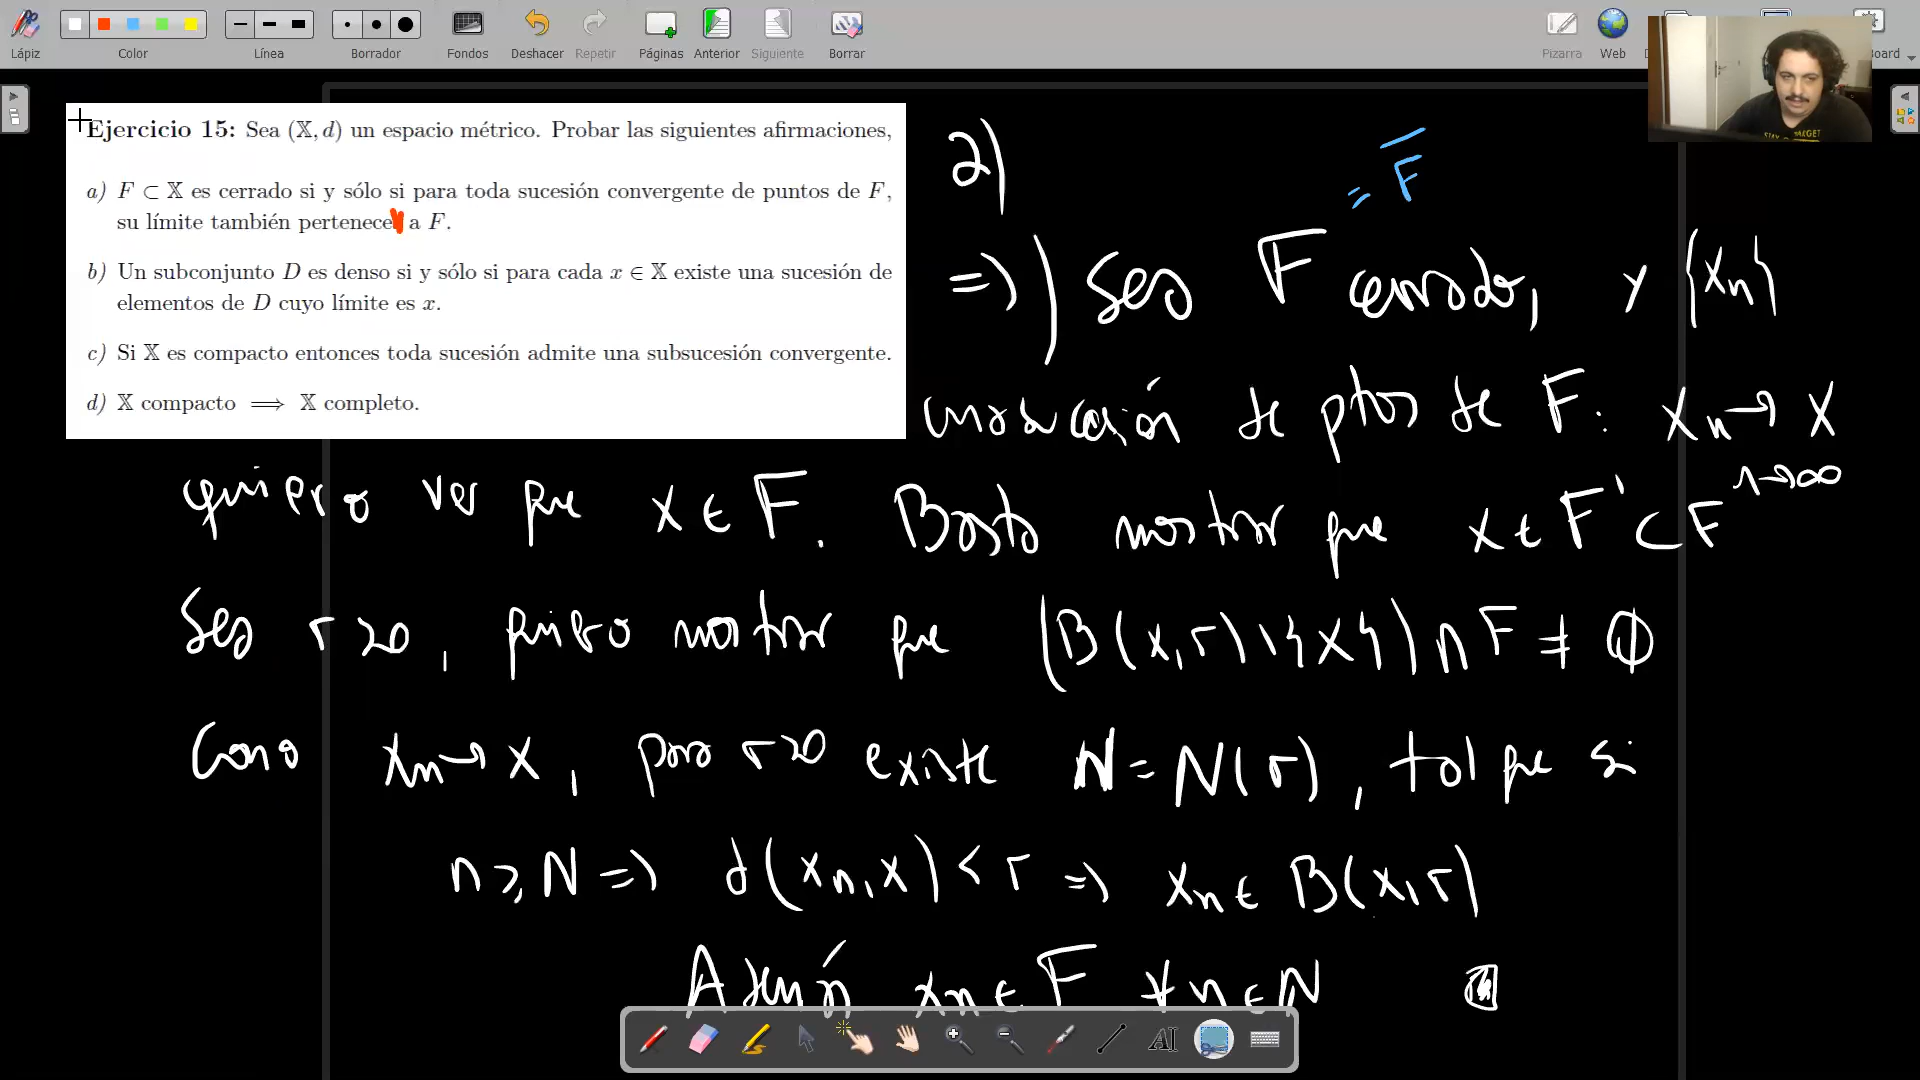 Lápiz Color Línea Borrador Fondos Deshacer Repetir Páginas Anterior Siguiente Borrar Pizarra Web Board
Ejercicio 15: Sea (𝕏, d) un espacio métrico. Probar las siguientes afirmaciones,
a) F ⊂ 𝕏 es cerrado si y sólo si para toda sucesión convergente de puntos de F,
su límite también pertenece a F.
b) Un subconjunto D es denso si y sólo si para cada x ∈ 𝕏 existe una sucesión de
elementos de D cuyo límite es x.
c) Si 𝕏 es compacto entonces toda sucesión admite una subsucesión convergente.
d) 𝕏 compacto ⟹ 𝕏 completo.
a)
= F̅
=>) Sea F cerrado, y {xn}
de ptos de F: xn → x
n→∞
quiero ver que x ∈ F. Basta mostrar que x ∈ F' ⊂ F
Sea r>0, quiero mostrar que (B(x,r)\{x}) ∩ F ≠ ∅
Como xn → x, para r>0 existe N = N(r), tal que si
n ≥ N => d(xn,x) < r => xn ∈ B(x,r)
Además xn ∈ F ∀ n ∈ N